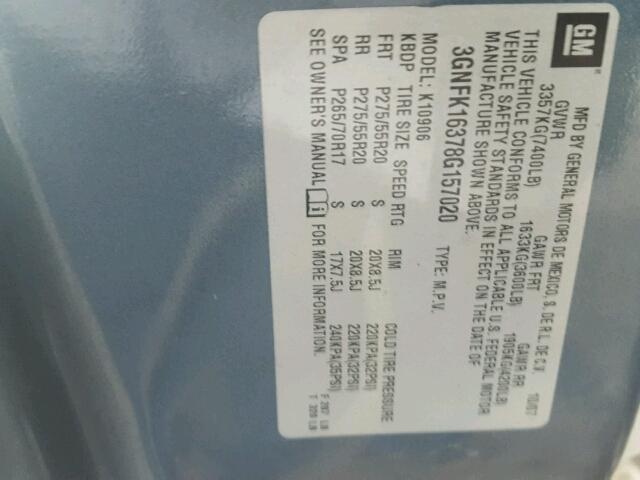 GM
MFD BY GENERAL MOTORS DE MEXICO, S. DE R.L. DE C.V.
10/07
GVWR GAWR FRT GAWR RR
3357KG(7400LB) 1633KG(3600LB) 1905KG(4200LB)
THIS VEHICLE CONFORMS TO ALL APPLICABLE U.S. FEDERAL MOTOR
VEHICLE SAFETY STANDARDS IN EFFECT ON THE DATE OF
MANUFACTURE SHOWN ABOVE.
3GNFK16378G157020 TYPE: M.P.V.
MODEL: K10906
KBDP TIRE SIZE SPEED RTG RIM COLD TIRE PRESSURE
FRT P275/55R20 S 20X8.5J 220KPA(32PSI)
RR P275/55R20 S 20X8.5J 220KPA(32PSI)
SPA P265/70R17 S 17X7.5J 240KPA(35PSI)
SEE OWNER'S MANUAL FOR MORE INFORMATION.
F 287 LB
T 320 LB